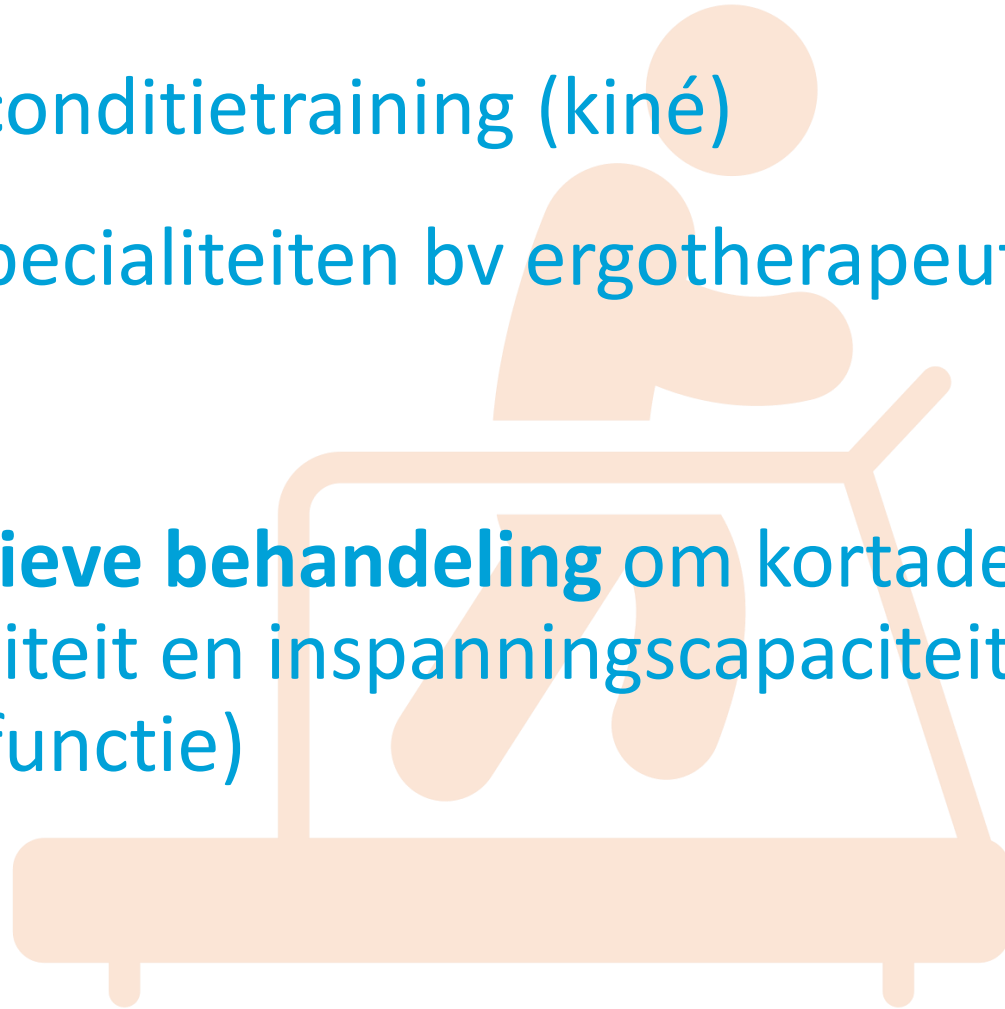 conditietraining (kiné)
pecialiteiten bv ergotherapeut
ieve behandeling om kortade
iteit en inspanningscapaciteit
functie)